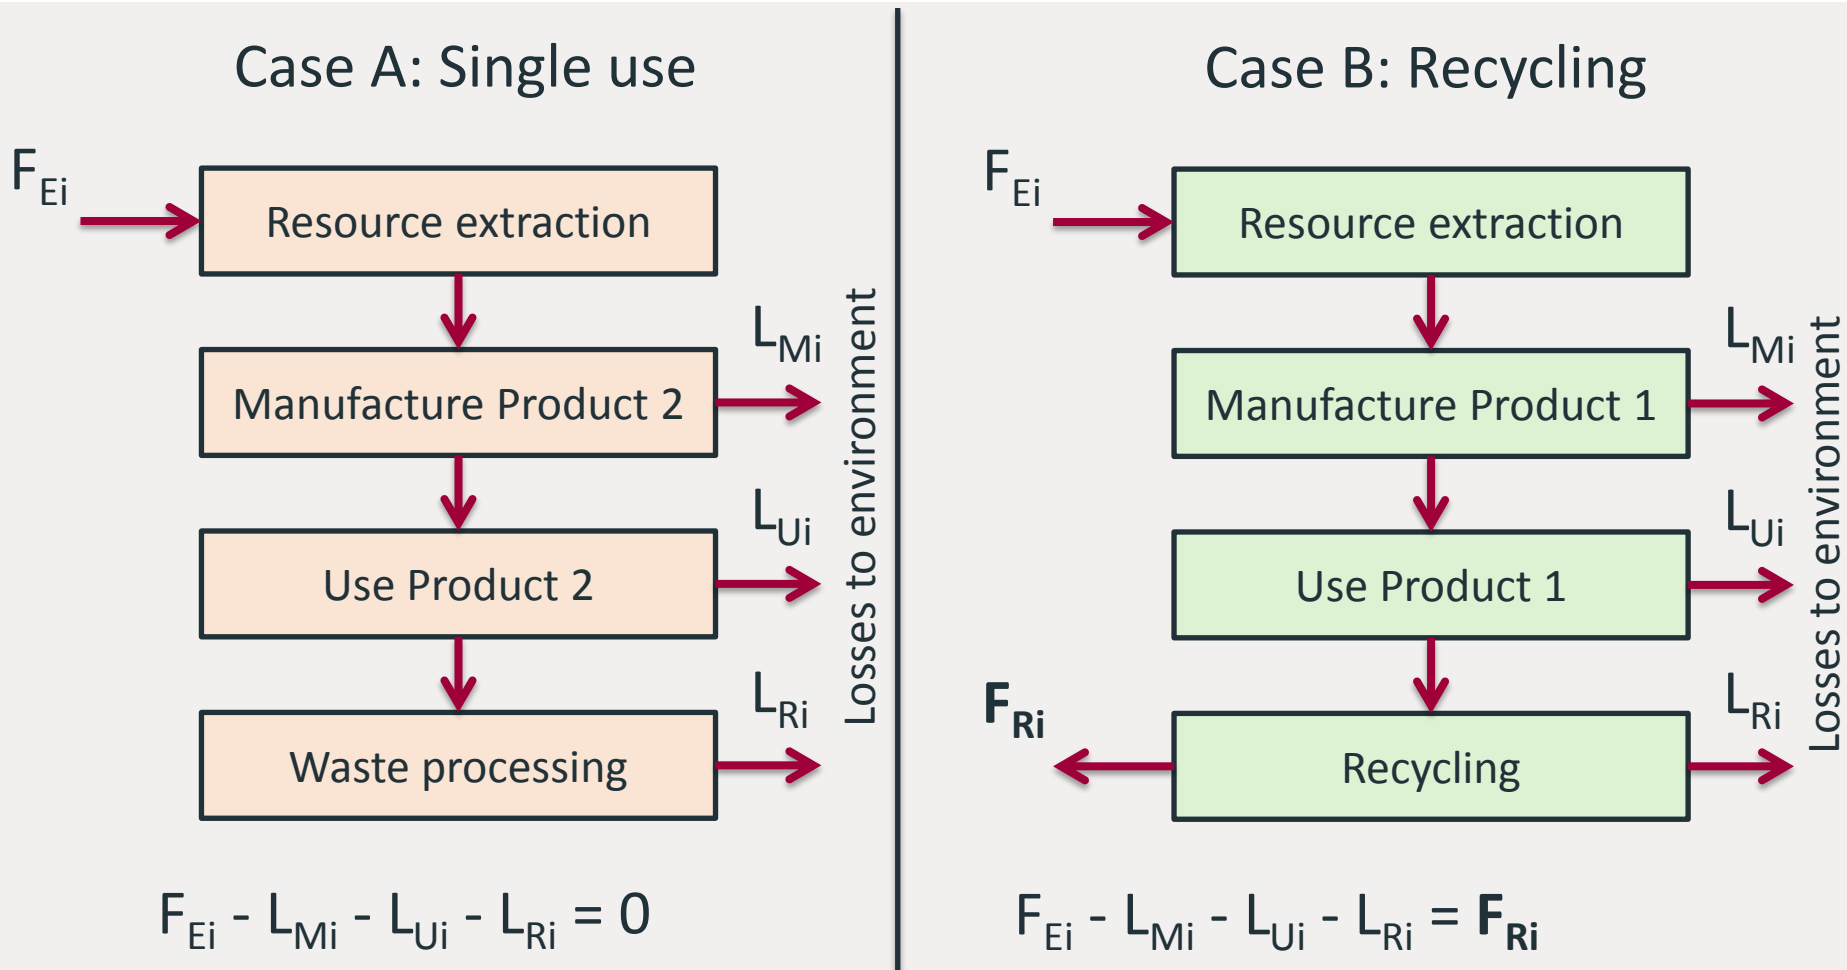 Case A: Single use
F_Ei
Resource extraction
L_Mi
Manufacture Product 2
L_Ui
Use Product 2
L_Ri
Waste processing
Losses to environment
F_Ei - L_Mi - L_Ui - L_Ri = 0
Case B: Recycling
F_Ei
Resource extraction
L_Mi
Manufacture Product 1
L_Ui
Use Product 1
F_Ri
L_Ri
Recycling
Losses to environment
F_Ei - L_Mi - L_Ui - L_Ri = F_Ri